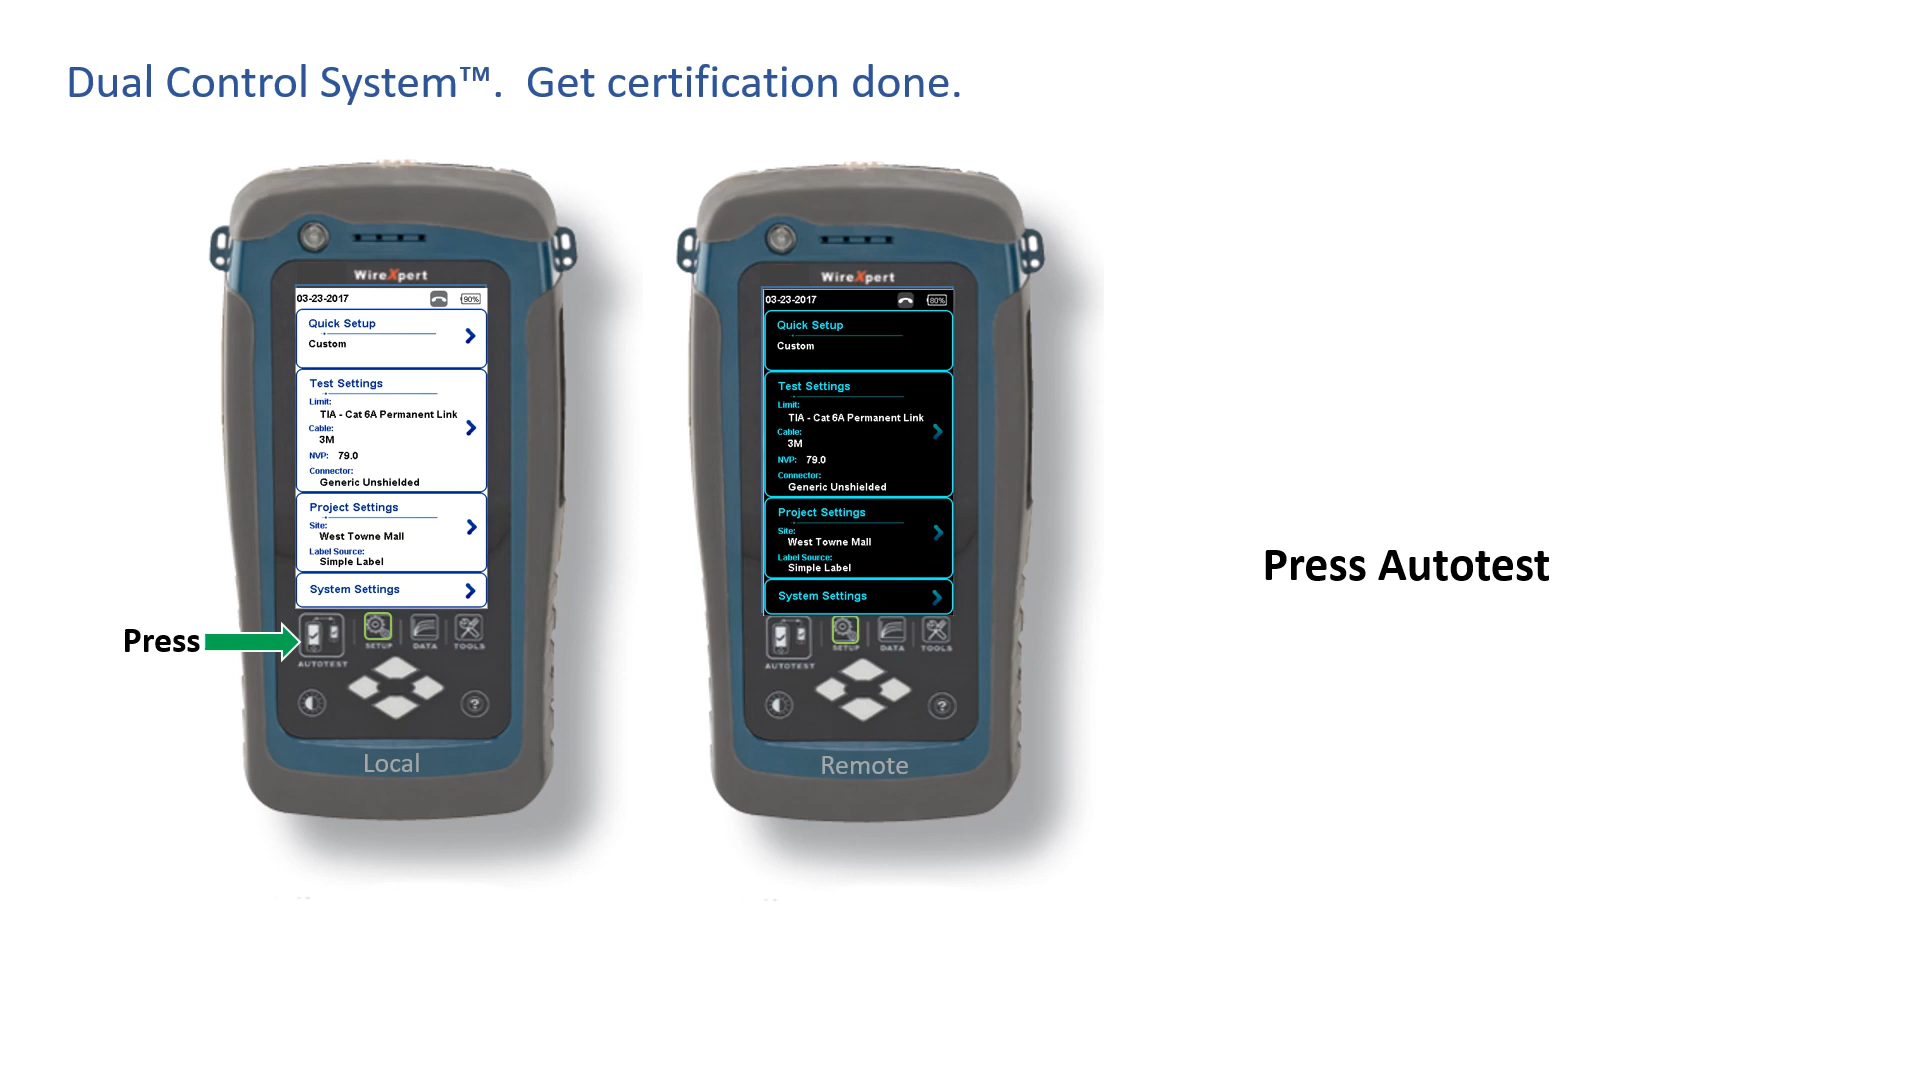 Dual Control System™.  Get certification done.
WireXpert
03-23-2017
90%
Quick Setup
Custom
Test Settings
Limit:
TIA - Cat 6A Permanent Link
Cable:
3M
NVP: 79.0
Connector:
Generic Unshielded
Project Settings
Site:
West Towne Mall
Label Source:
Simple Label
System Settings
AUTOTEST
SETUP
DATA
TOOLS
?
Local
Press
WireXpert
03-23-2017
80%
Quick Setup
Custom
Test Settings
Limit:
TIA - Cat 6A Permanent Link
Cable:
3M
NVP: 79.0
Connector:
Generic Unshielded
Project Settings
Site:
West Towne Mall
Label Source:
Simple Label
System Settings
AUTOTEST
SETUP
DATA
TOOLS
?
Remote
Press Autotest